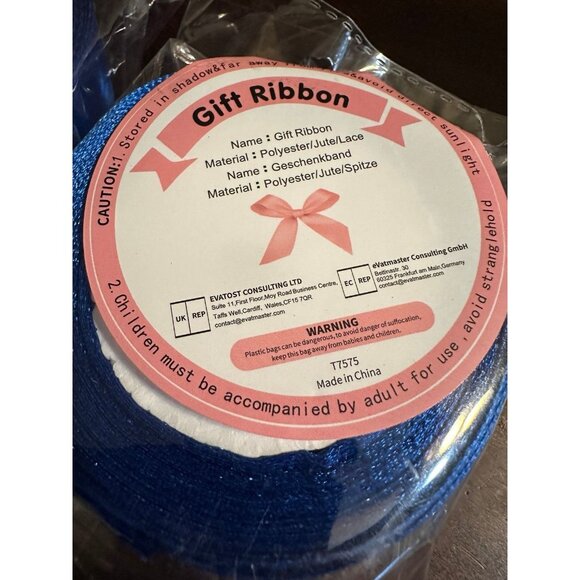 CAUTION:1. Stored in shadow&far away &avoid direct sunlight
Gift Ribbon
Name：Gift Ribbon
Material：Polyester/Jute/Lace
Name：Geschenkband
Material：Polyester/Jute/Spitze
UK REP
EVATOST CONSULTING LTD
Suite 11,First Floor,Moy Road Business Centre,
Taffs Well,Cardiff, Wales,CF15 7QR
contact@evatmaster.com
EC REP
eVatmaster Consulting GmbH
Bettinastr. 30
60325 Frankfurt am Main,Germany
contact@evatmaster.com
WARNING
Plastic bags can be dangerous, to avoid danger of suffocation,
keep this bag away from babies and children.
T7575
Made in China
2.Children must be accompanied by adult for use, avoid stranglehold